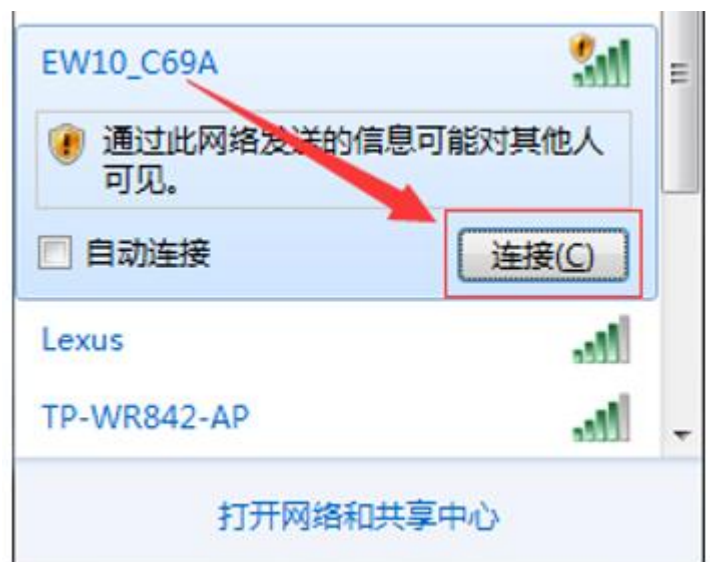 EW10_C69A
通过此网络发送的信息可能对其他人
可见。
自动连接
连接(C)
Lexus
TP-WR842-AP
打开网络和共享中心